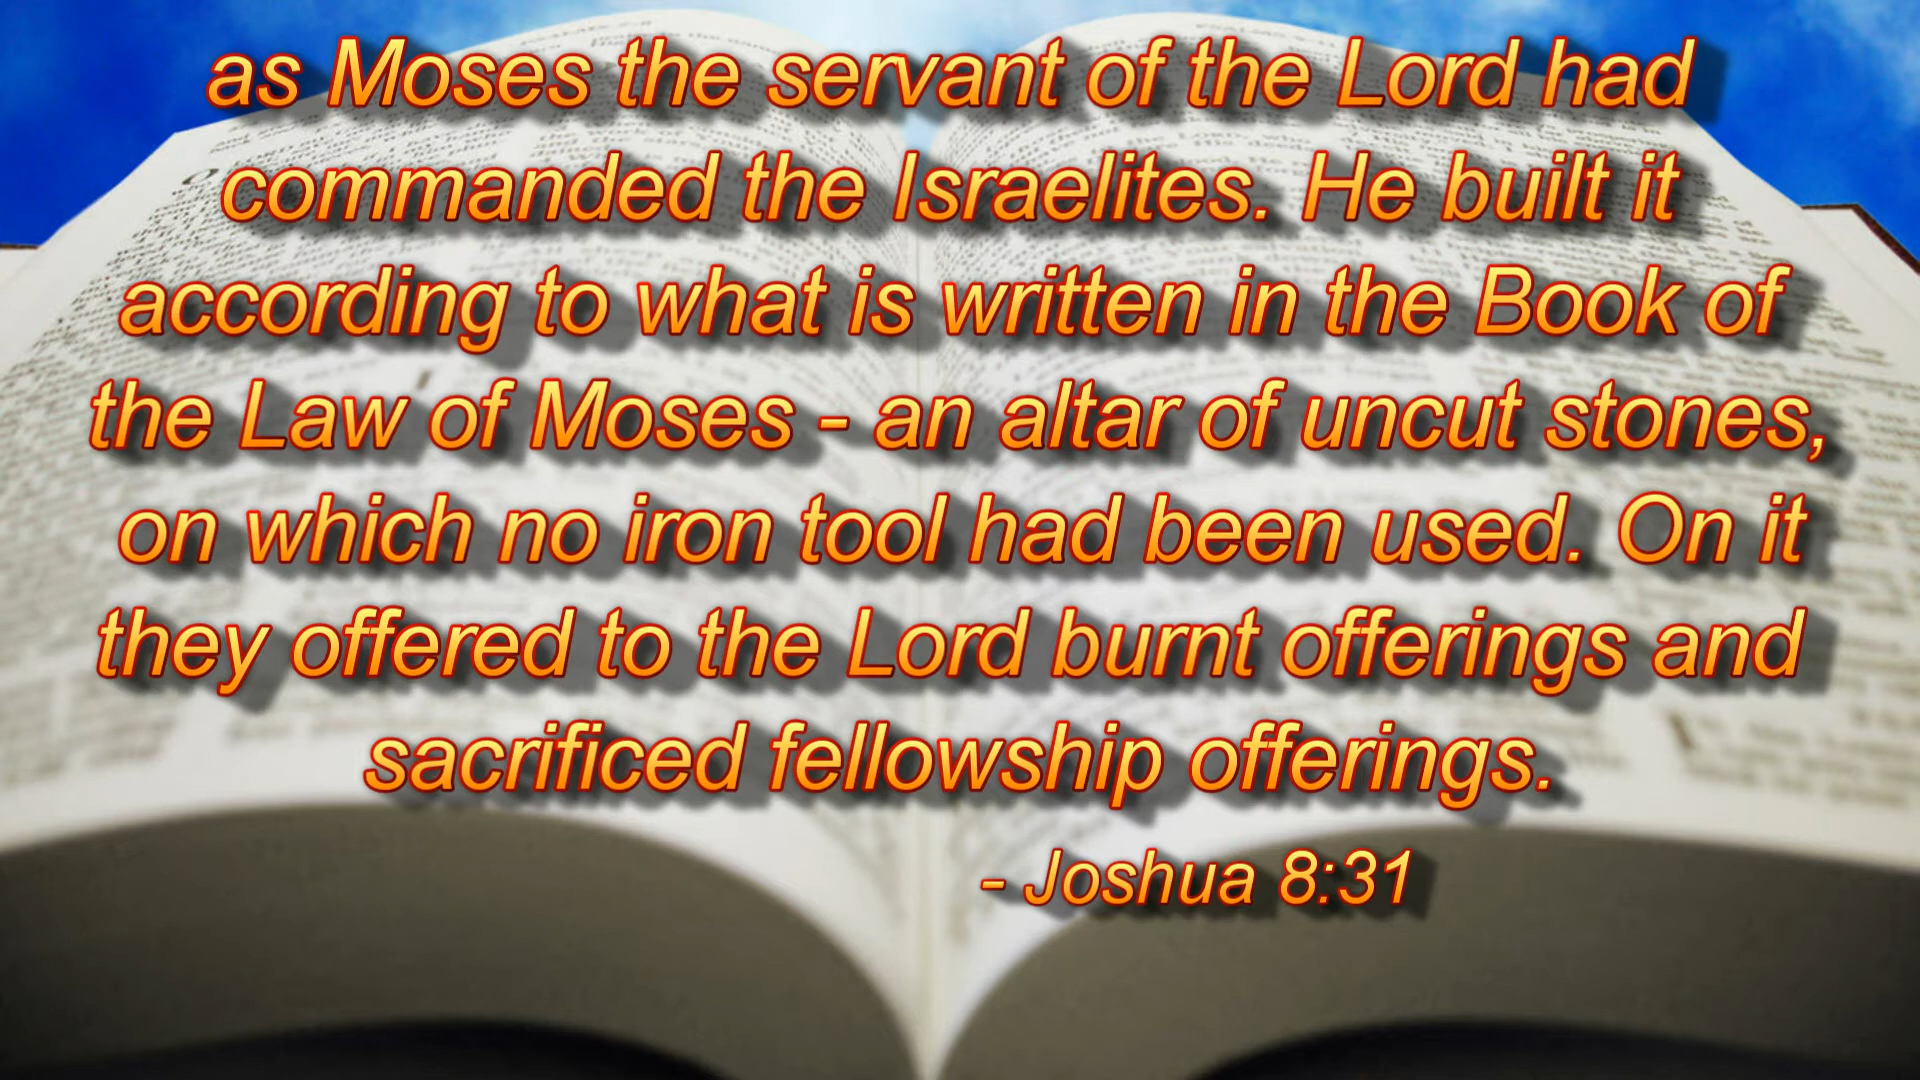 as Moses the servant of the Lord had
commanded the Israelites. He built it
according to what is written in the Book of
the Law of Moses - an altar of uncut stones,
on which no iron tool had been used. On it
they offered to the Lord burnt offerings and
sacrificed fellowship offerings.
- Joshua 8:31